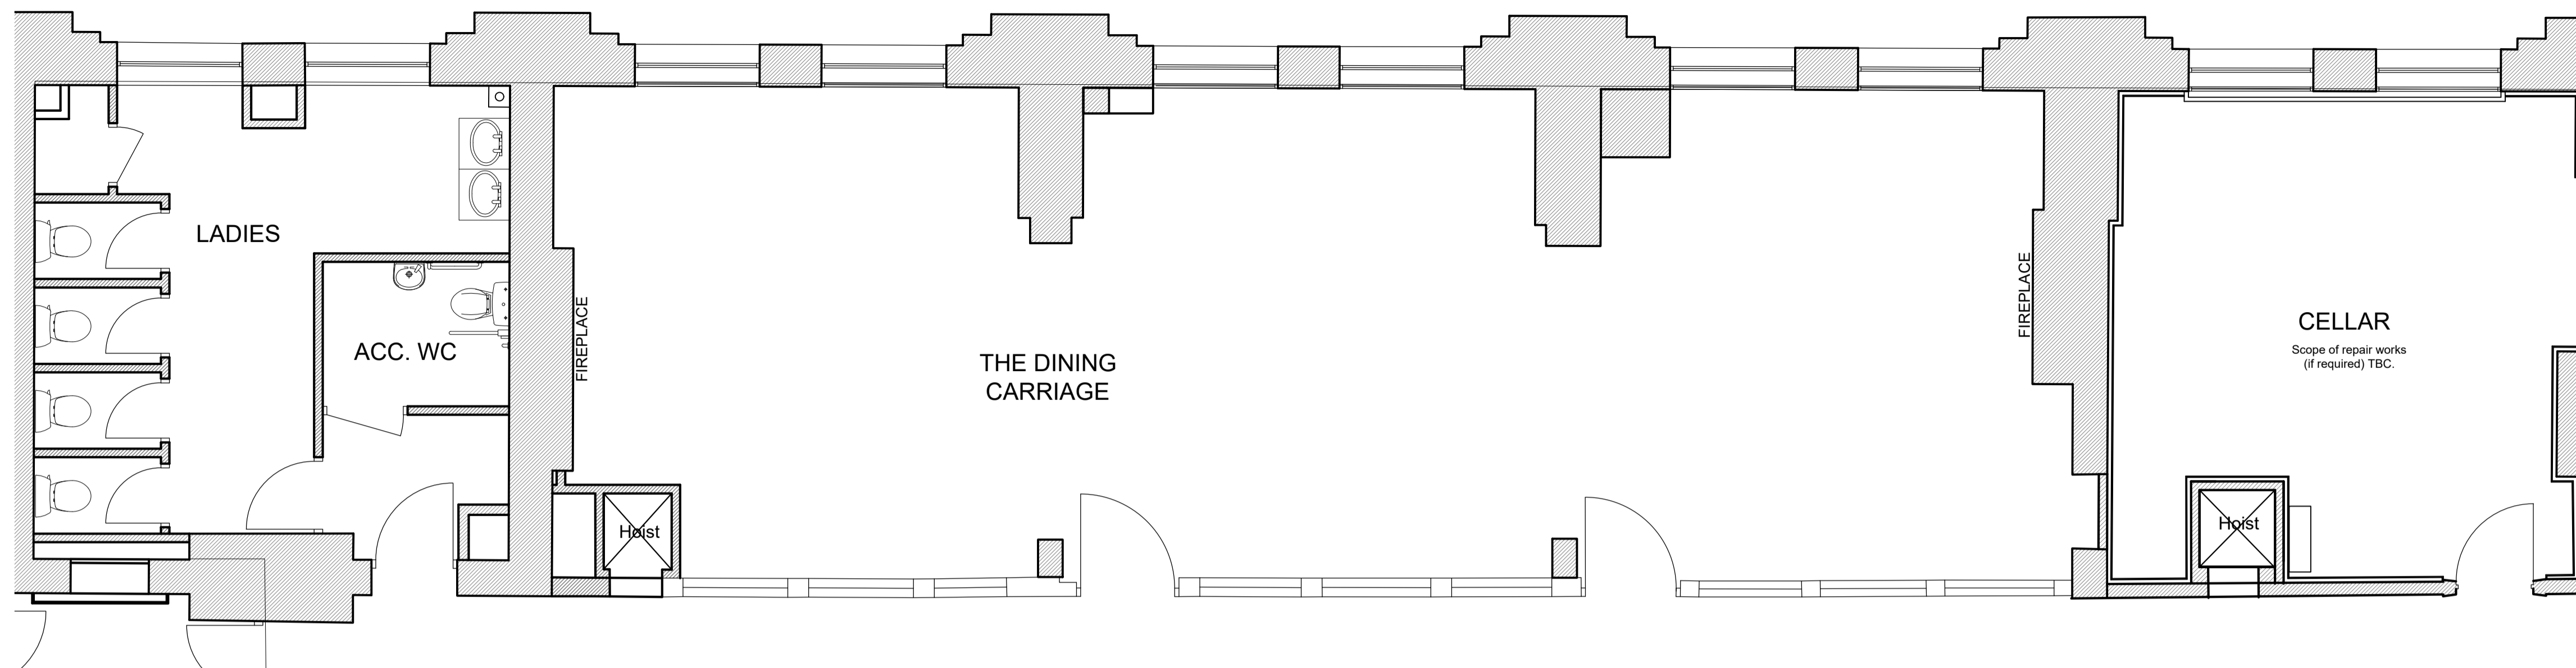 LADIES
ACC. WC
FIREPLACE
Hoist
THE DINING
CARRIAGE
FIREPLACE
CELLAR
Scope of repair works
(if required) TBC.
Hoist